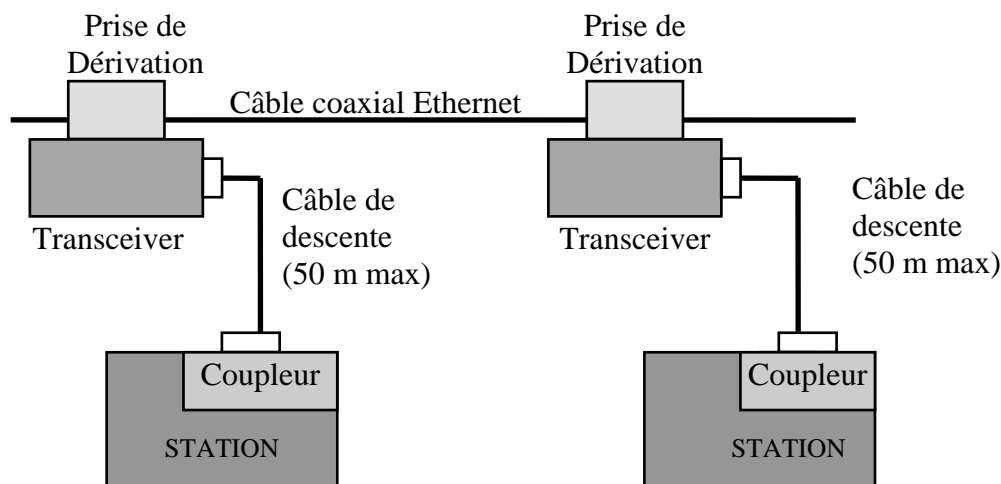 Prise de
Dérivation
Prise de
Dérivation
Câble coaxial Ethernet
Transceiver
Câble de
descente
(50 m max)
Transceiver
Câble de
descente
(50 m max)
Coupleur
STATION
Coupleur
STATION